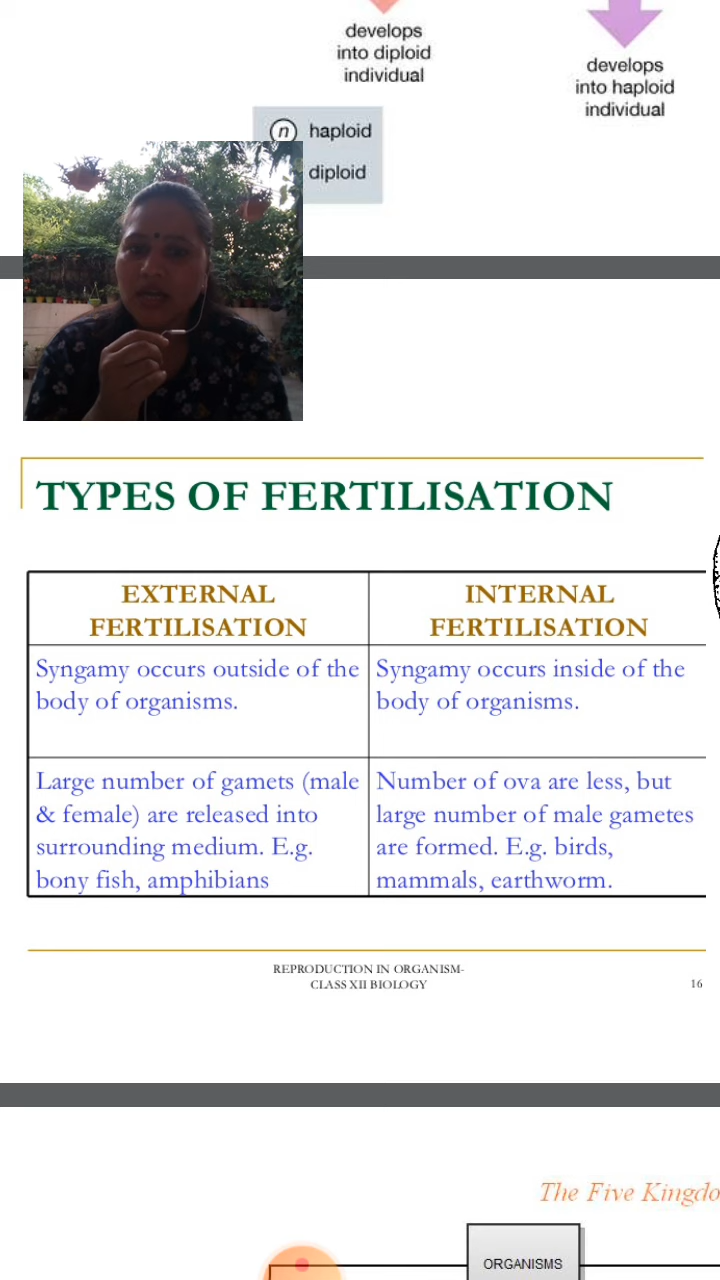 develops
into diploid
individual
develops
into haploid
individual
n haploid
diploid
TYPES OF FERTILISATION
EXTERNAL
FERTILISATION
INTERNAL
FERTILISATION
Syngamy occurs outside of the
body of organisms.
Syngamy occurs inside of the
body of organisms.
Large number of gamets (male
& female) are released into
surrounding medium. E.g.
bony fish, amphibians
Number of ova are less, but
large number of male gametes
are formed. E.g. birds,
mammals, earthworm.
REPRODUCTION IN ORGANISM-
CLASS XII BIOLOGY
16
The Five Kingdo
ORGANISMS